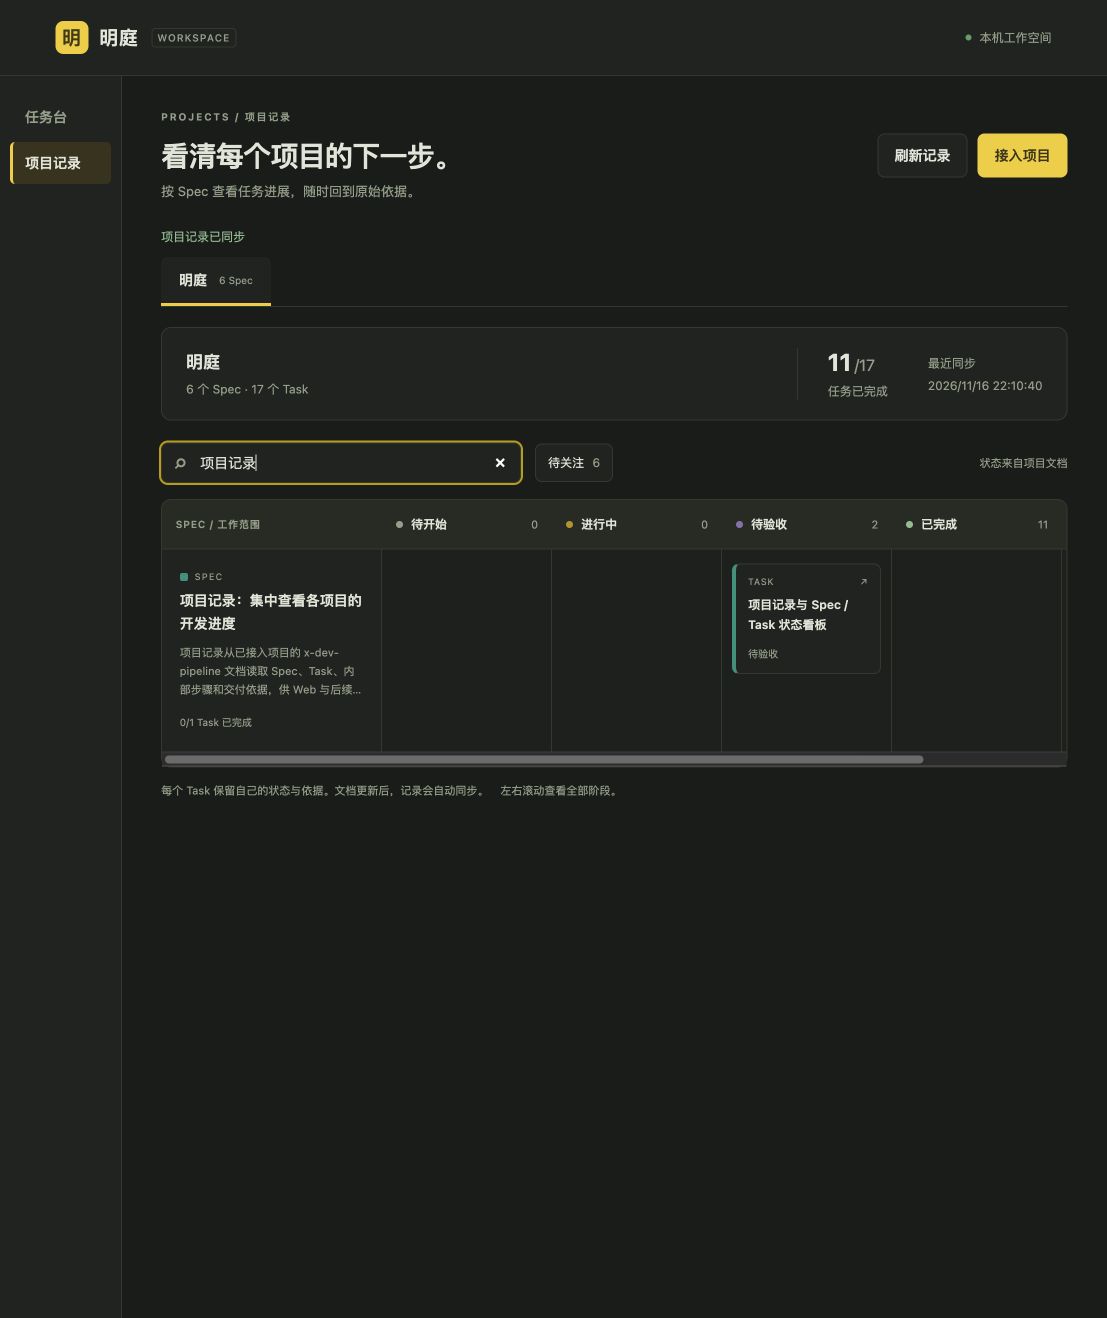 明 明庭 WORKSPACE
本机工作空间
任务台
项目记录
PROJECTS / 项目记录
看清每个项目的下一步。
按 Spec 查看任务进展，随时回到原始依据。
刷新记录
接入项目
项目记录已同步
明庭 6 Spec
明庭
6 个 Spec · 17 个 Task
11 /17
任务已完成
最近同步
2026/11/16 22:10:40
项目记录
待关注 6
状态来自项目文档
SPEC / 工作范围
待开始 0
进行中 0
待验收 2
已完成 11
SPEC
项目记录：集中查看各项目的
开发进度
项目记录从已接入项目的 x-dev-
pipeline 文档读取 Spec、Task、内
部步骤和交付依据，供 Web 与后续...
0/1 Task 已完成
TASK
项目记录与 Spec /
Task 状态看板
待验收
每个 Task 保留自己的状态与依据。文档更新后，记录会自动同步。 左右滚动查看全部阶段。